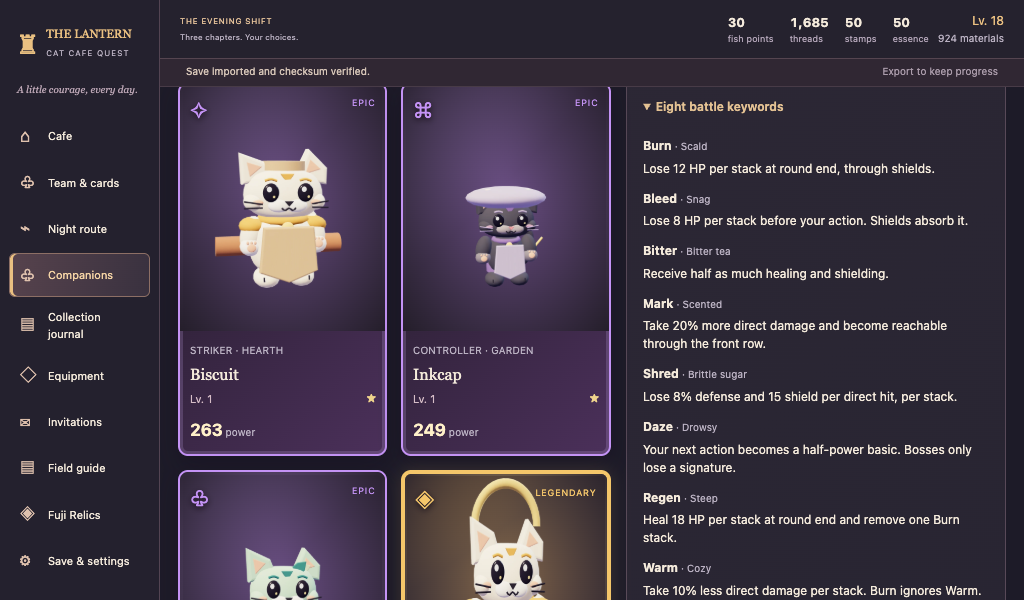 THE LANTERN
CAT CAFE QUEST
A little courage, every day.
Cafe
Team & cards
Night route
Companions
Collection
journal
Equipment
Invitations
Field guide
Fuji Relics
Save & settings
THE EVENING SHIFT
Three chapters. Your choices.
30
fish points
1,685
threads
50
stamps
50
essence
Lv. 18
924 materials
Save imported and checksum verified.
Export to keep progress
EPIC
STRIKER · HEARTH
Biscuit
Lv. 1
263 power
EPIC
CONTROLLER · GARDEN
Inkcap
Lv. 1
249 power
EPIC
LEGENDARY
Eight battle keywords
Burn · Scald
Lose 12 HP per stack at round end, through shields.
Bleed · Snag
Lose 8 HP per stack before your action. Shields absorb it.
Bitter · Bitter tea
Receive half as much healing and shielding.
Mark · Scented
Take 20% more direct damage and become reachable
through the front row.
Shred · Brittle sugar
Lose 8% defense and 15 shield per direct hit, per stack.
Daze · Drowsy
Your next action becomes a half-power basic. Bosses only
lose a signature.
Regen · Steep
Heal 18 HP per stack at round end and remove one Burn
stack.
Warm · Cozy
Take 10% less direct damage per stack. Burn ignores Warm.